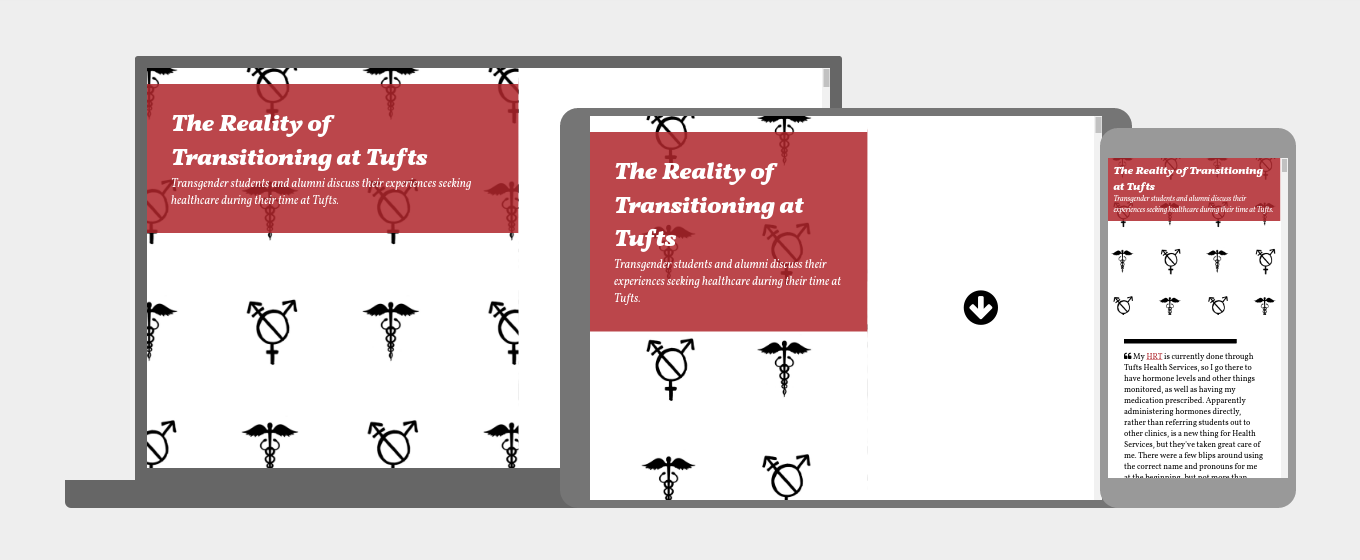 The Reality of
Transitioning at Tufts
Transgender students and alumni discuss their experiences seeking
healthcare during their time at Tufts.
The Reality of
Transitioning at
Tufts
Transgender students and alumni discuss their
experiences seeking healthcare during their time at
Tufts.
The Reality of Transitioning
at Tufts
Transgender students and alumni discuss their
experiences seeking healthcare during their time at Tufts.
❝ My HRT is currently done through
Tufts Health Services, so I go there to
have hormone levels and other things
monitored, as well as having my
medication prescribed. Apparently
administering hormones directly,
rather than referring students out to
other clinics, is a new thing for Health
Services, but they've taken great care of
me. There were a few blips around using
the correct name and pronouns for me
at the beginning, but not more than